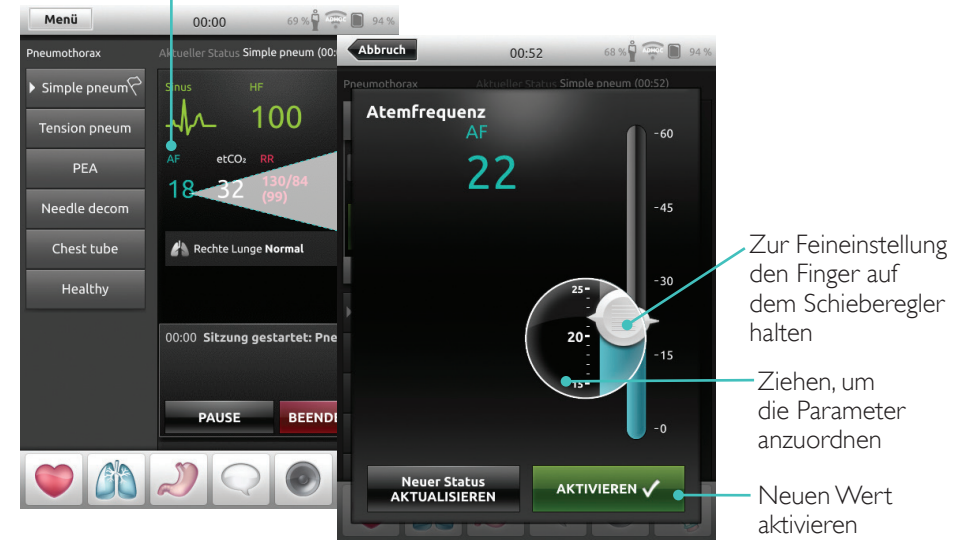 Menü
00:00
69 %
ADHOC
94 %
Pneumothorax
Aktueller Status Simple pneum (00:
Simple pneum
Tension pneum
PEA
Needle decom
Chest tube
Healthy
Sinus
HF
100
AF
etCO₂
RR
18
32
130/84
(99)
Rechte Lunge Normal
00:00 Sitzung gestartet: Pne
PAUSE
BEENDE
Abbruch
00:52
68 %
ADHOC
94 %
Pneumothorax
Aktueller Status Simple pneum (00:52)
Atemfrequenz
AF
22
-60
-45
-30
-15
-0
25-
20-
15-
Neuer Status
AKTUALISIEREN
AKTIVIEREN
Zur Feineinstellung
den Finger auf
dem Schieberegler
halten
Ziehen, um
die Parameter
anzuordnen
Neuen Wert
aktivieren